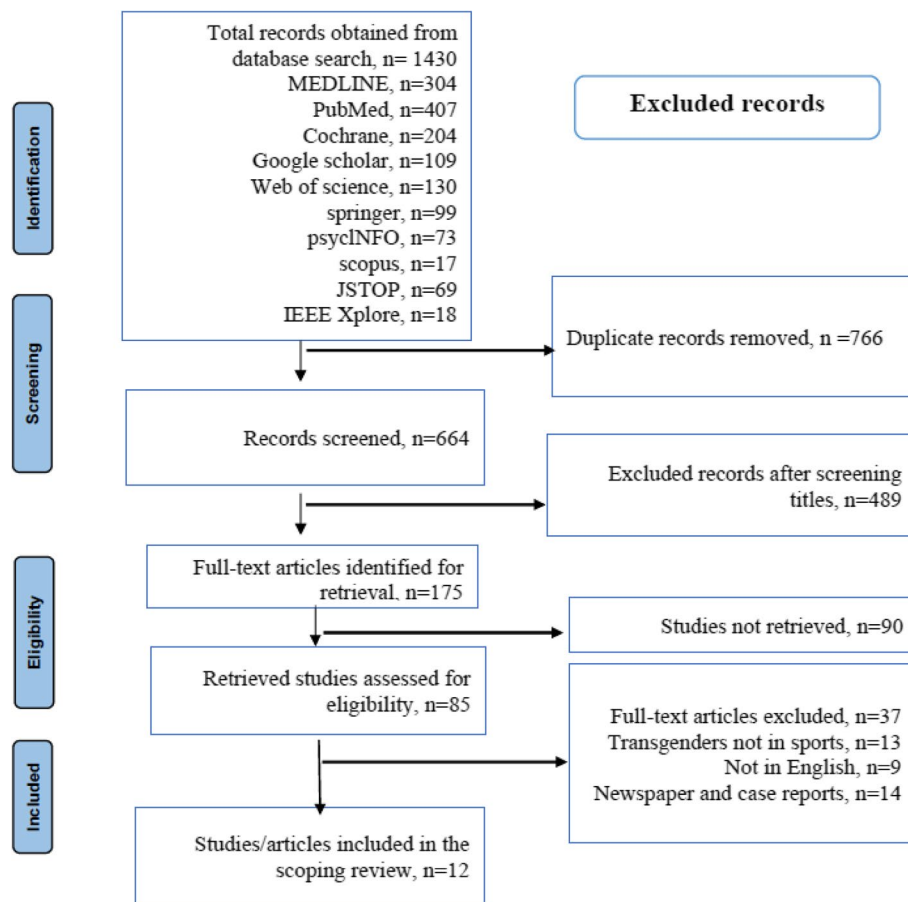 Total records obtained from
database search, n= 1430
MEDLINE, n=304
PubMed, n=407
Cochrane, n=204
Google scholar, n=109
Web of science, n=130
springer, n=99
psyclNFO, n=73
scopus, n=17
JSTOP, n=69
IEEE Xplore, n=18
Excluded records
Identification
Duplicate records removed, n =766
Screening
Records screened, n=664
Excluded records after screening
titles, n=489
Full-text articles identified for
retrieval, n=175
Eligibility
Studies not retrieved, n=90
Retrieved studies assessed for
eligibility, n=85
Full-text articles excluded, n=37
Transgenders not in sports, n=13
Not in English, n=9
Newspaper and case reports, n=14
Included
Studies/articles included in the
scoping review, n=12